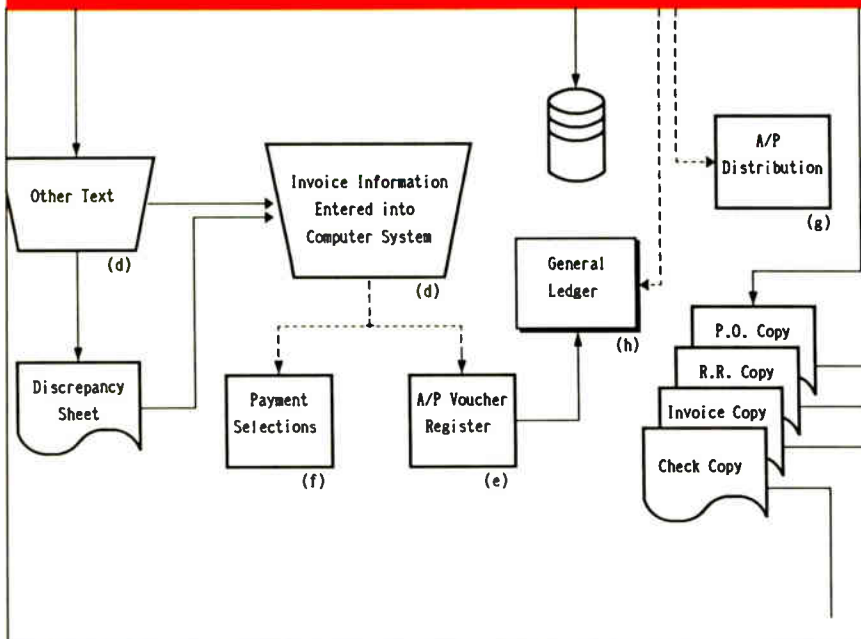 A/P
Distribution
(g)
Other Text
(d)
Invoice Information
Entered into
Computer System
(d)
General
Ledger
(h)
P.O. Copy
R.R. Copy
Invoice Copy
Check Copy
Discrepancy
Sheet
Payment
Selections
(f)
A/P Voucher
Register
(e)